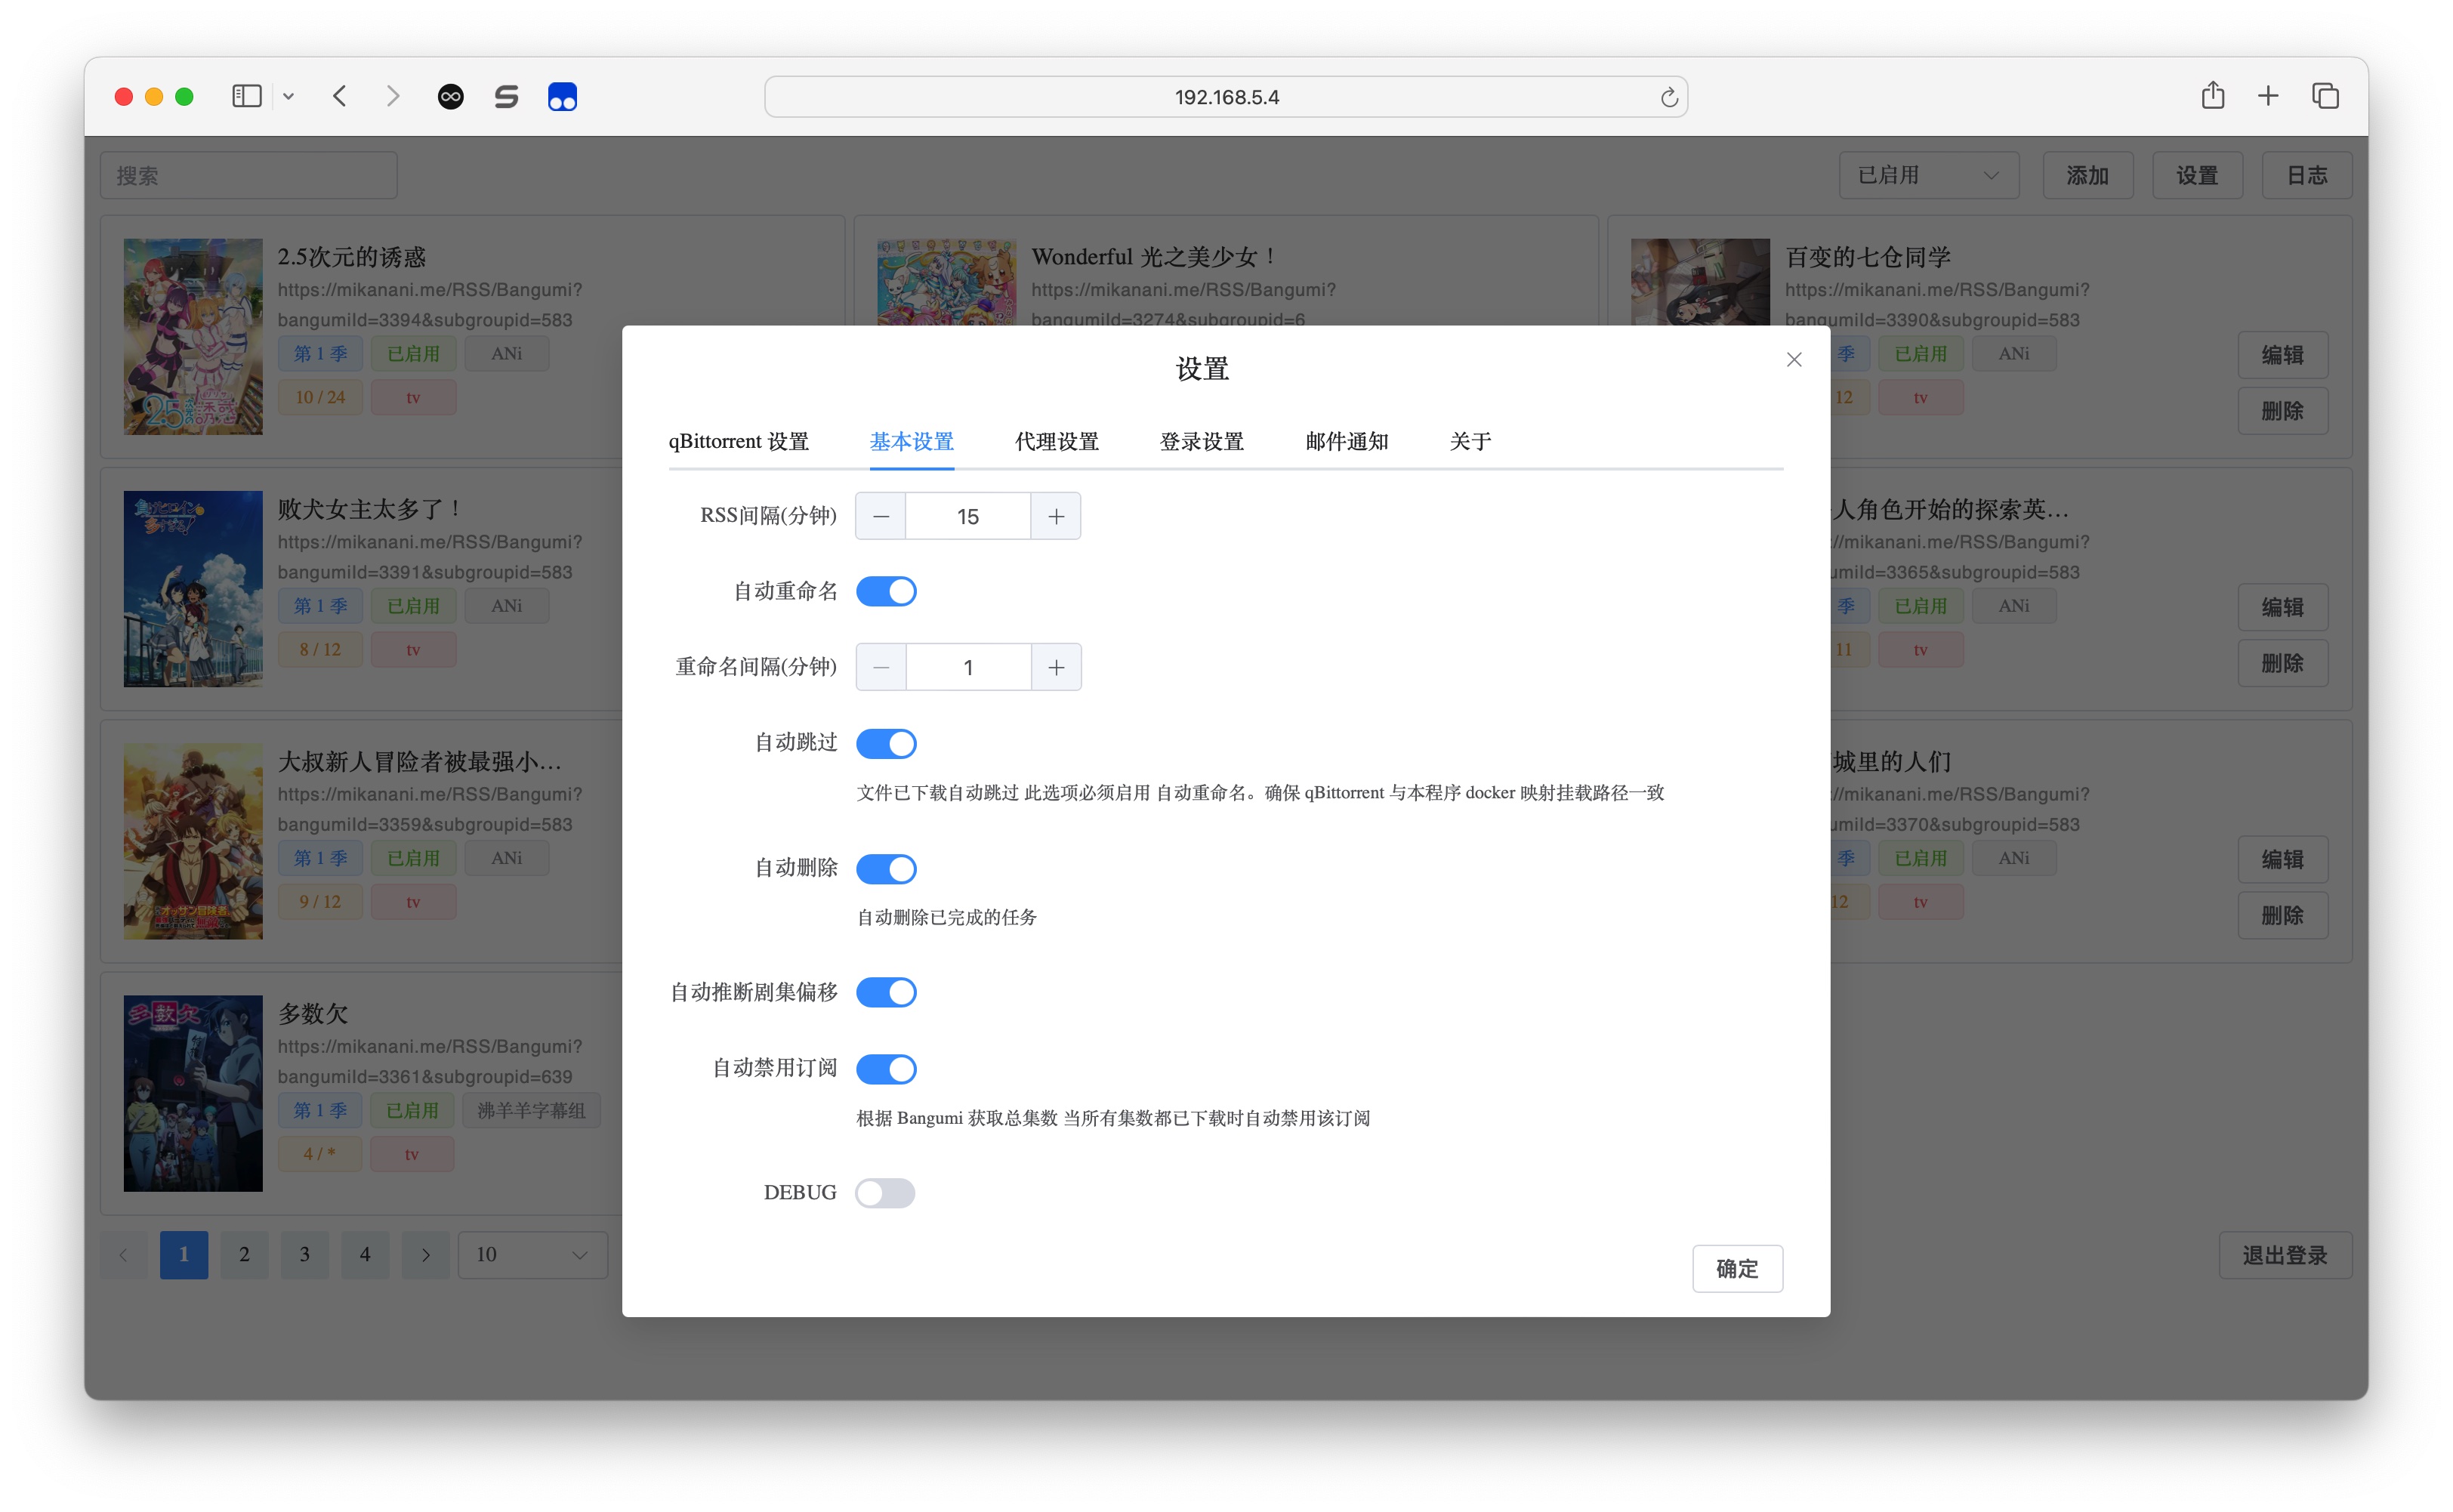 192.168.5.4
搜索
已启用
添加
设置
日志
2.5次元的诱惑
https://mikanani.me/RSS/Bangumi?
bangumiId=3394&subgroupid=583
第 1 季 已启用 ANi
10 / 24 tv
Wonderful 光之美少女！
https://mikanani.me/RSS/Bangumi?
bangumiId=3274&subgroupid=6
百变的七仓同学
https://mikanani.me/RSS/Bangumi?
bangumiId=3390&subgroupid=583
季 已启用 ANi
12 tv
编辑
删除
败犬女主太多了！
https://mikanani.me/RSS/Bangumi?
bangumiId=3391&subgroupid=583
第 1 季 已启用 ANi
8 / 12 tv
人角色开始的探索英...
://mikanani.me/RSS/Bangumi?
umiId=3365&subgroupid=583
季 已启用 ANi
11 tv
编辑
删除
大叔新人冒险者被最强小...
https://mikanani.me/RSS/Bangumi?
bangumiId=3359&subgroupid=583
第 1 季 已启用 ANi
9 / 12 tv
城里的人们
://mikanani.me/RSS/Bangumi?
umiId=3370&subgroupid=583
季 已启用 ANi
12 tv
编辑
删除
多数欠
多数欠
https://mikanani.me/RSS/Bangumi?
bangumiId=3361&subgroupid=639
第 1 季 已启用 沸羊羊字幕组
4 / * tv
1 2 3 4
10
退出登录
设置
qBittorrent 设置 基本设置 代理设置 登录设置 邮件通知 关于
RSS间隔(分钟) 15
自动重命名
重命名间隔(分钟) 1
自动跳过
文件已下载自动跳过 此选项必须启用 自动重命名。确保 qBittorrent 与本程序 docker 映射挂载路径一致
自动删除
自动删除已完成的任务
自动推断剧集偏移
自动禁用订阅
根据 Bangumi 获取总集数 当所有集数都已下载时自动禁用该订阅
DEBUG
确定